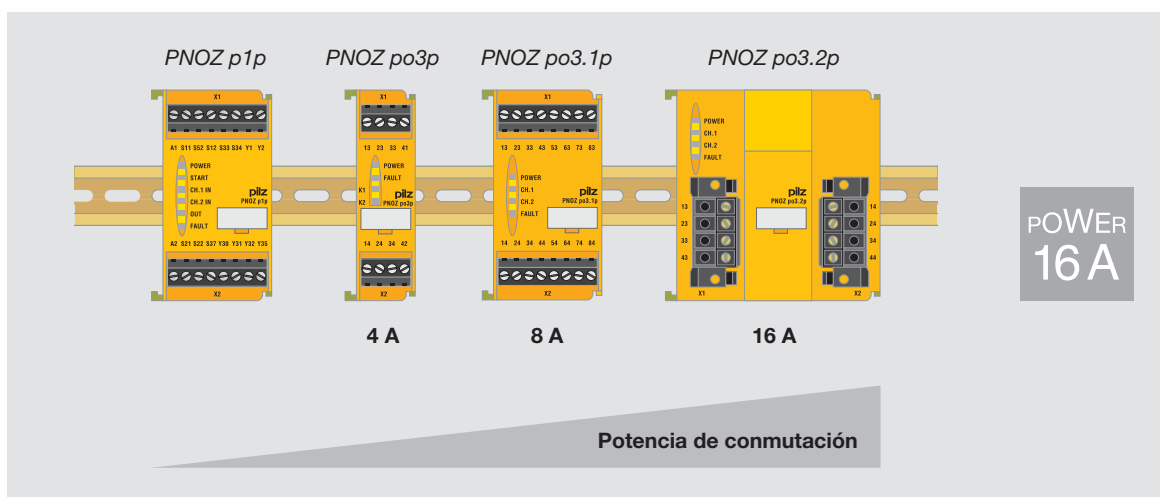 PNOZ p1p
PNOZ po3p
PNOZ po3.1p
PNOZ po3.2p
X1
A1 S11 S52 S12 S33 S34 Y1 Y2
POWER
START
CH.1 IN
CH.2 IN
OUT
FAULT
pilz
PNOZ p1p
A2 S21 S22 S37 Y30 Y31 Y32 Y35
X2
X1
13 23 33 41
POWER
FAULT
K1
K2
pilz
PNOZ po3p
14 24 34 42
X2
X1
13 23 33 43 53 63 73 83
POWER
CH.1
CH.2
FAULT
pilz
PNOZ po3.1p
14 24 34 44 54 64 74 84
X2
POWER
CH.1
CH.2
FAULT
pilz
PNOZ po3.2p
13
23
33
43
14
24
34
44
X1
X2
4 A
8 A
16 A
Potencia de conmutación
POWER
16 A